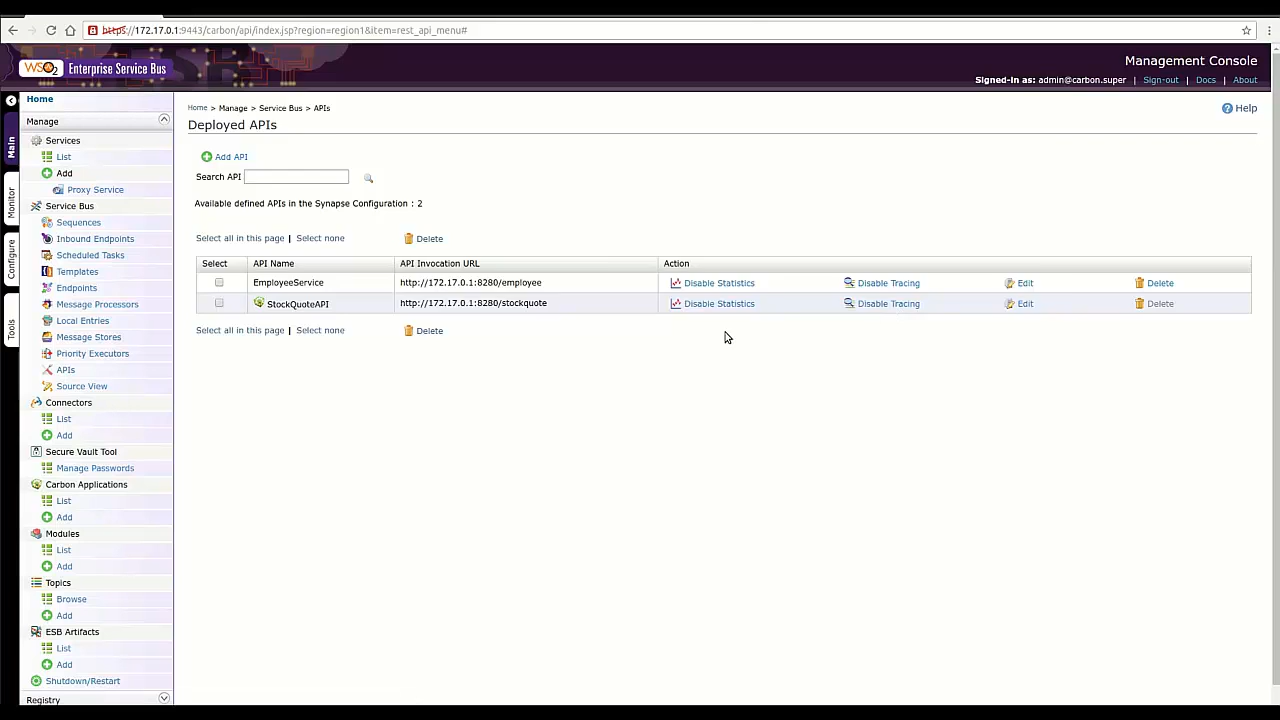 https://172.17.0.1:9443/carbon/api/index.jsp?region=region1&item=rest_api_menu#
WSO2 Enterprise Service Bus
Management Console
Signed-in as: admin@carbon.super | Sign-out | Docs | About
Home
Manage
Services
List
Add
Proxy Service
Service Bus
Sequences
Inbound Endpoints
Scheduled Tasks
Templates
Endpoints
Message Processors
Local Entries
Message Stores
Priority Executors
APIs
Source View
Connectors
List
Add
Secure Vault Tool
Manage Passwords
Carbon Applications
List
Add
Modules
List
Add
Topics
Browse
Add
ESB Artifacts
List
Add
Shutdown/Restart
Registry
Main
Monitor
Configure
Tools
Home > Manage > Service Bus > APIs
Help
Deployed APIs
Add API
Search API
Available defined APIs in the Synapse Configuration : 2
Select all in this page | Select none Delete
Select API Name API Invocation URL Action
EmployeeService http://172.17.0.1:8280/employee Disable Statistics Disable Tracing Edit Delete
StockQuoteAPI http://172.17.0.1:8280/stockquote Disable Statistics Disable Tracing Edit Delete
Select all in this page | Select none Delete